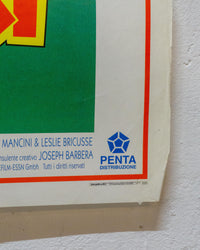 MANCINI & LESLIE BRICUSSE
nsulente creativo JOSEPH BARBERA
FILM-ESSN GmbH Tutti i diritti riservati
PENTA
DISTRIBUZIONE